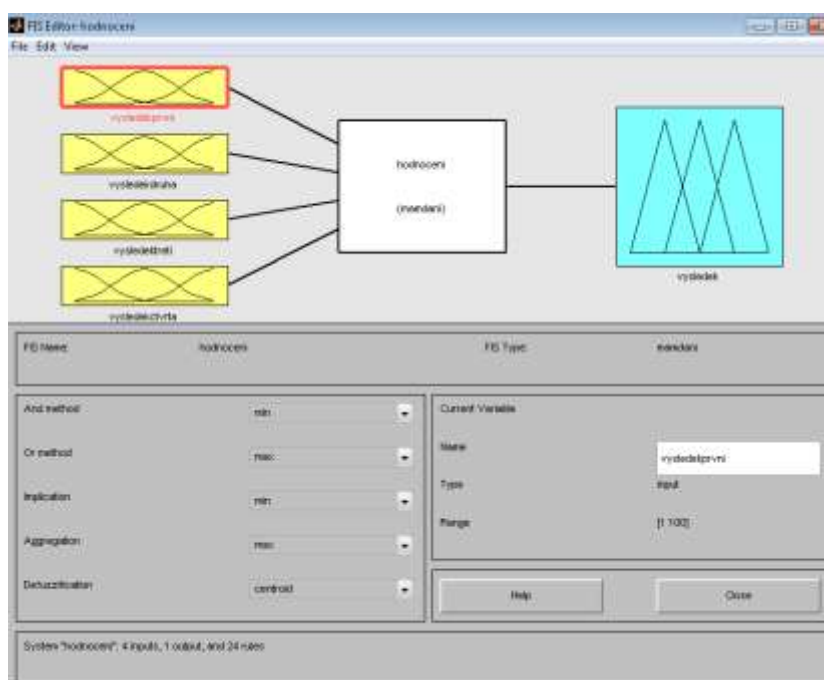 FIS Editor: hodnoceni
File Edit View
vysledekprvni
vysledekdruha
vysledektreti
vysledekctvrta
hodnoceni
(mamdani)
vysledek
FIS Name: hodnoceni FIS Type: mamdani
And method min
Or method max
Implication min
Aggregation max
Defuzzification centroid
Current Variable
Name vysledekprvni
Type input
Range [1 100]
Help Close
System "hodnoceni": 4 inputs, 1 output, and 24 rules